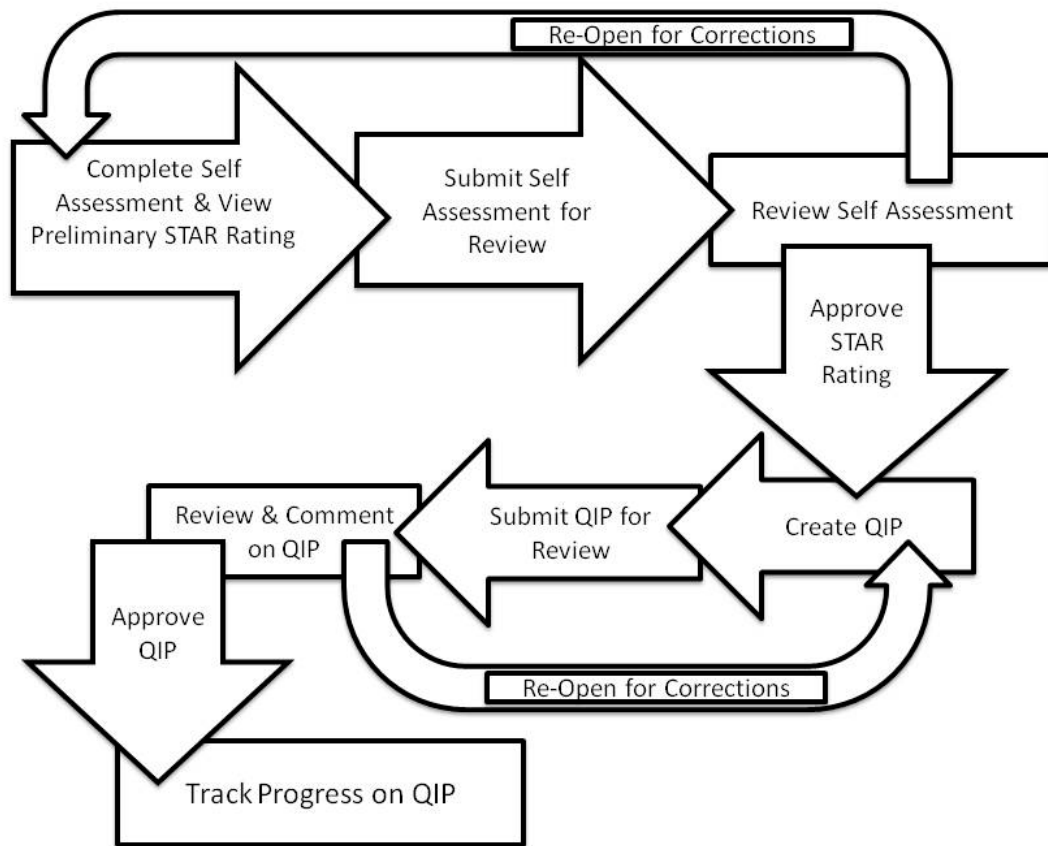 Re-Open for Corrections
Complete Self
Assessment & View
Preliminary STAR Rating
Submit Self
Assessment for
Review
Review Self Assessment
Approve
STAR
Rating
Create QIP
Submit QIP for
Review
Review & Comment
on QIP
Re-Open for Corrections
Approve
QIP
Track Progress on QIP